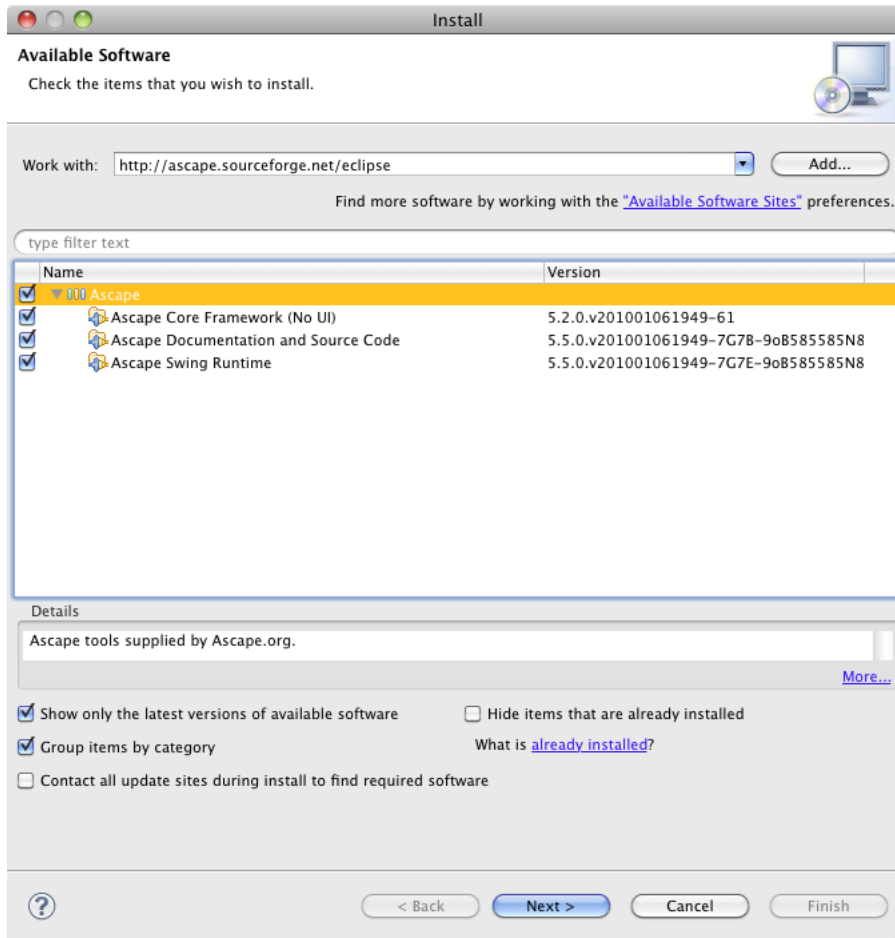 Install
Available Software
Check the items that you wish to install.
Work with: http://ascape.sourceforge.net/eclipse Add...
Find more software by working with the "Available Software Sites" preferences.
type filter text
Name Version
Ascape
Ascape Core Framework (No UI) 5.2.0.v201001061949-61
Ascape Documentation and Source Code 5.5.0.v201001061949-7G7B-9oB585585N8
Ascape Swing Runtime 5.5.0.v201001061949-7G7E-9oB585585N8
Details
Ascape tools supplied by Ascape.org.
More...
Show only the latest versions of available software Hide items that are already installed
Group items by category What is already installed?
Contact all update sites during install to find required software
? < Back Next > Cancel Finish